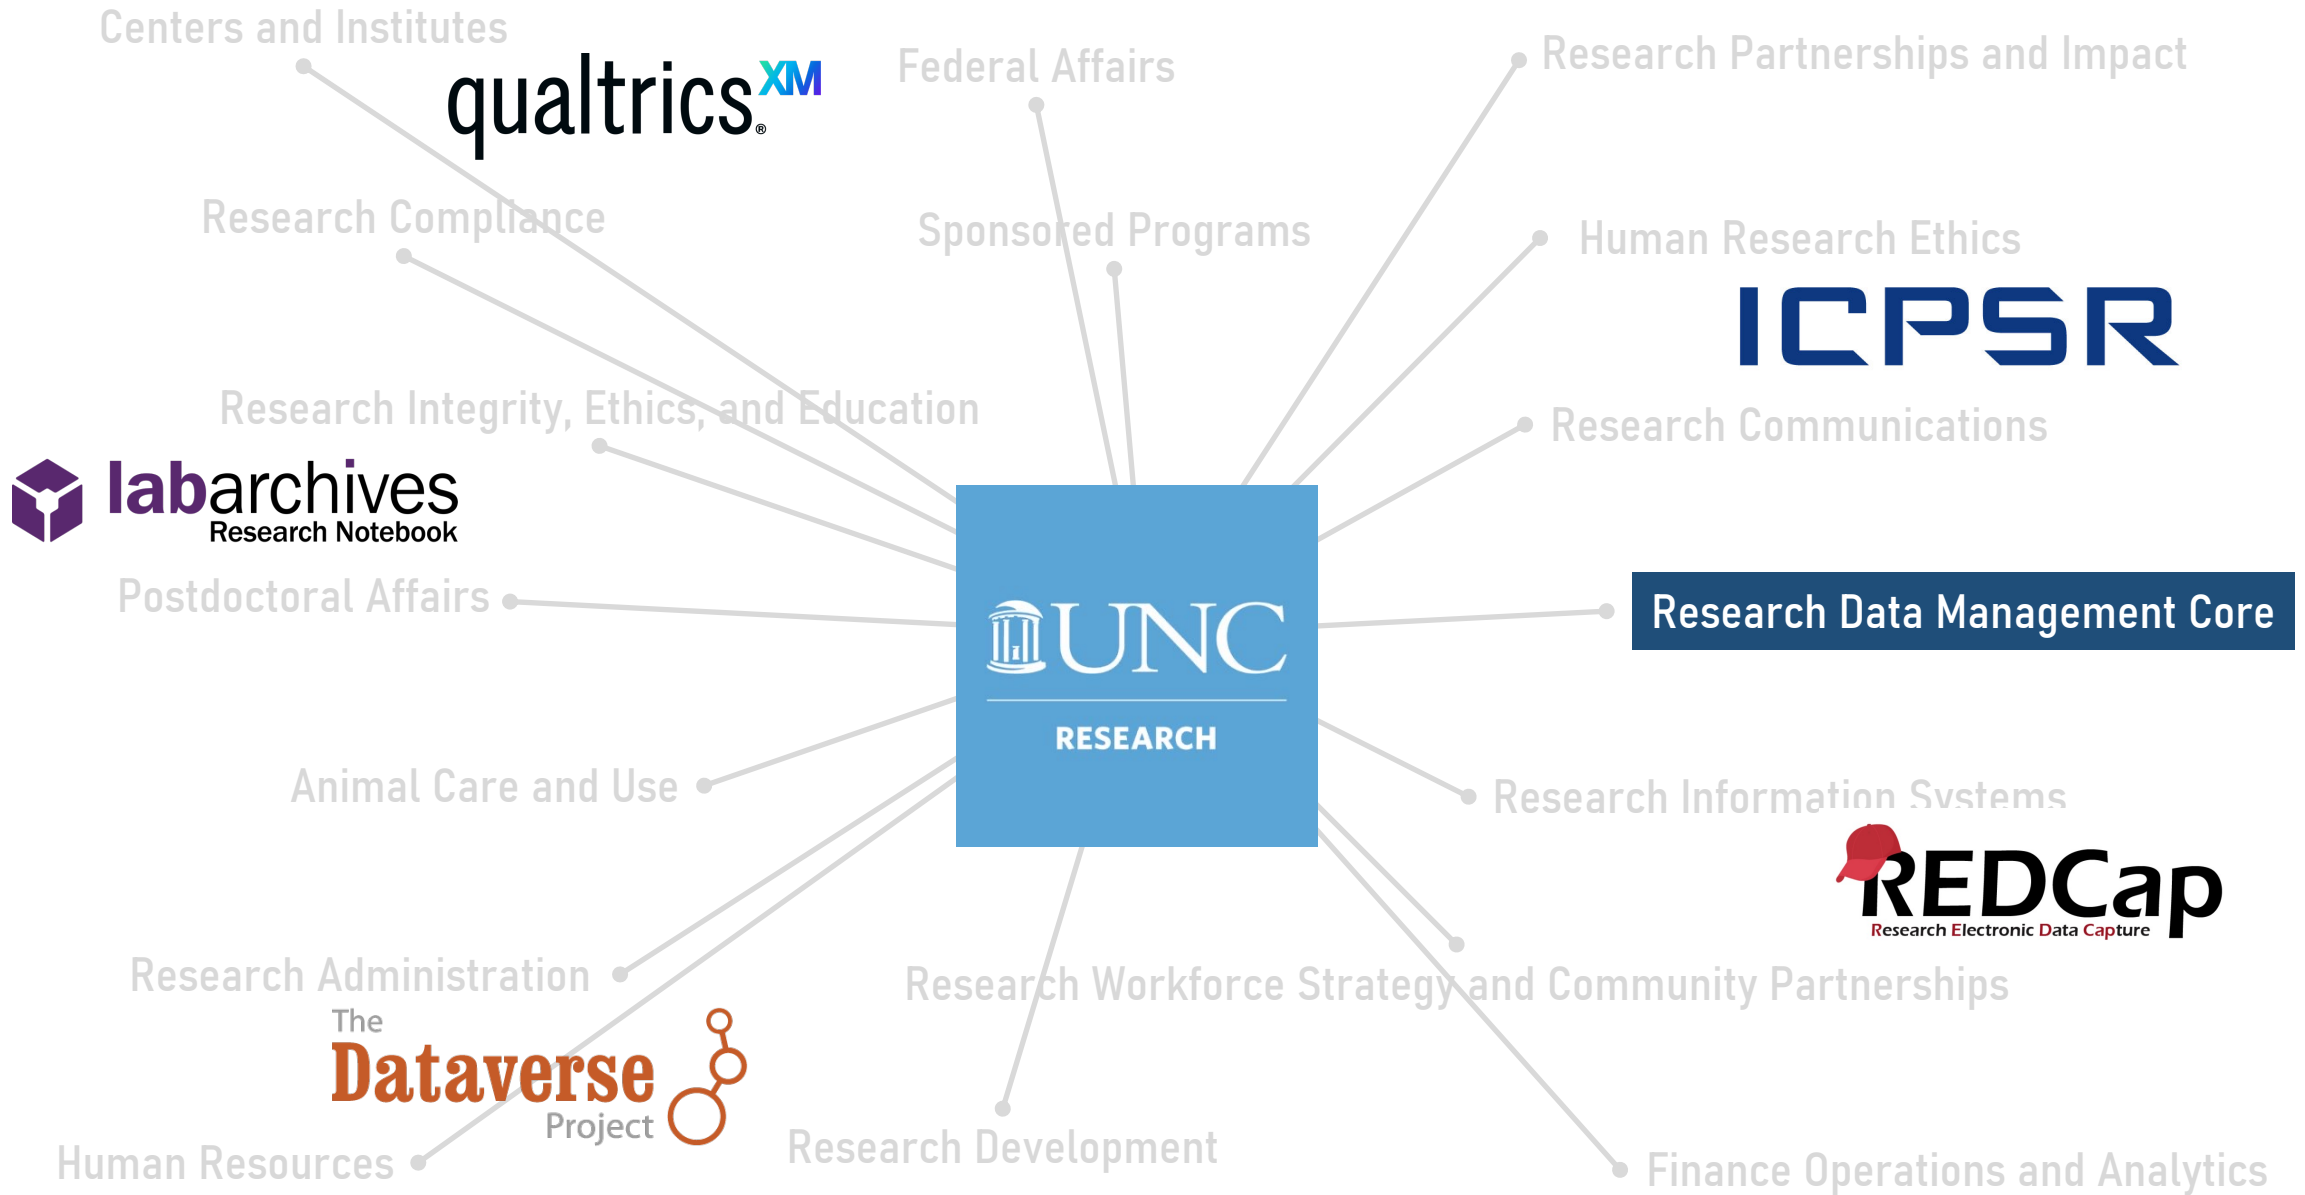 Centers and Institutes
qualtrics XM ®
Federal Affairs
Research Partnerships and Impact
Research Compliance
Sponsored Programs
Human Research Ethics
ICPSR
Research Integrity, Ethics, and Education
Research Communications
labarchives
Research Notebook
Postdoctoral Affairs
UNC
RESEARCH
Research Data Management Core
Animal Care and Use
Research Information Systems
REDCap
Research Electronic Data Capture
Research Administration
Research Workforce Strategy and Community Partnerships
The
Dataverse
Project
Human Resources
Research Development
Finance Operations and Analytics